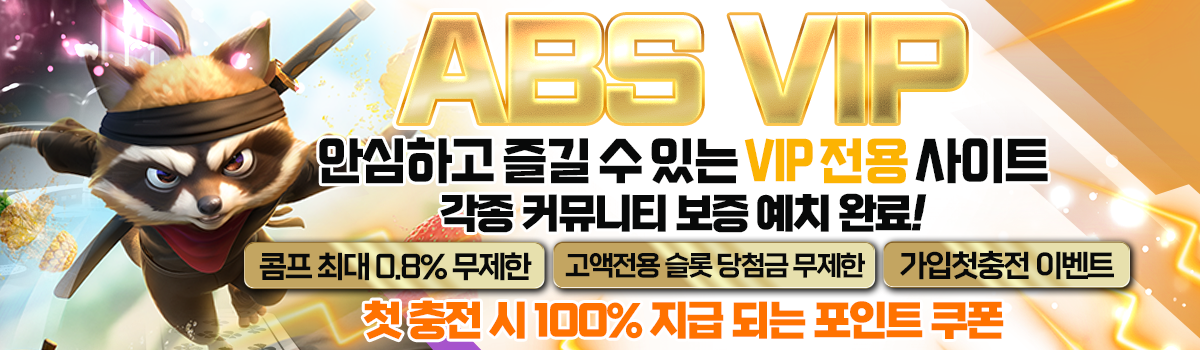 ABS VIP
안심하고 즐길 수 있는 VIP 전용 사이트
각종 커뮤니티 보증 예치 완료!
콤프 최대 0.8% 무제한
고액전용 슬롯 당첨금 무제한
가입첫충전 이벤트
첫 충전 시 100% 지급 되는 포인트 쿠폰